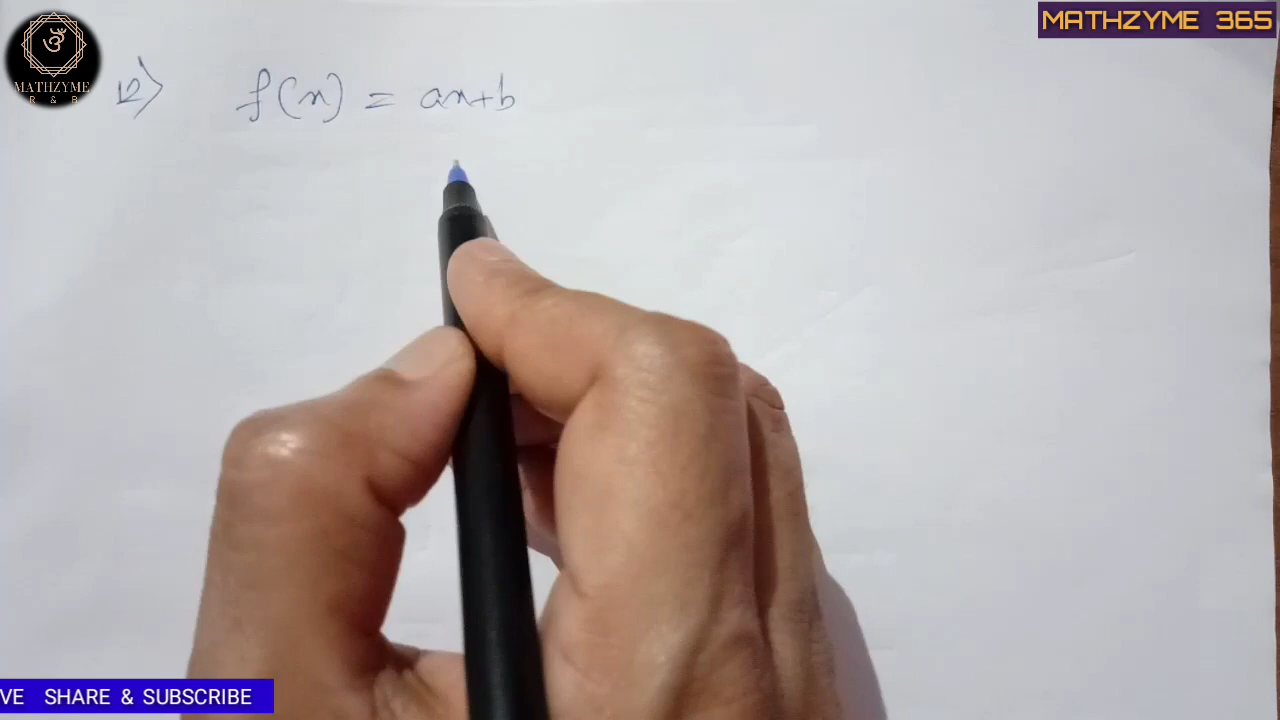 MATHZYME 365
ॐ
MATHZYME
R & B
12) f(x) = ax+b
VE SHARE & SUBSCRIBE